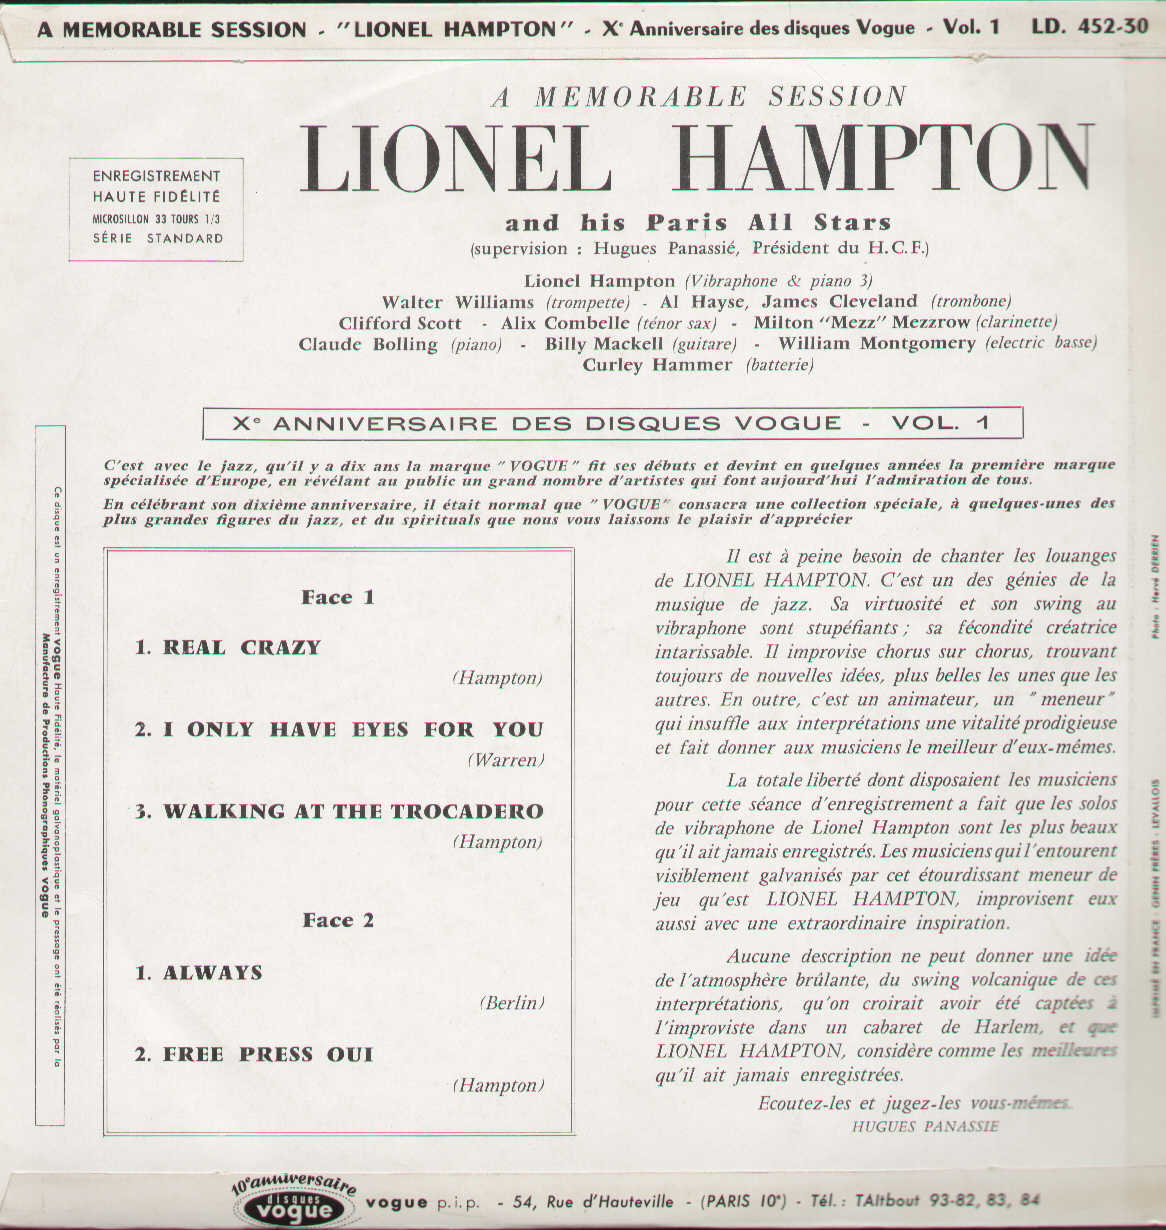 A MEMORABLE SESSION - "LIONEL HAMPTON" - Xe Anniversaire des disques Vogue - Vol. 1 LD. 452-30
A MEMORABLE SESSION
LIONEL HAMPTON
and his Paris All Stars
(supervision : Hugues Panassié, Président du H.C.F.)
ENREGISTREMENT
HAUTE FIDÉLITÉ
MICROSILLON 33 TOURS 1/3
SÉRIE STANDARD
Lionel Hampton (Vibraphone & piano 3)
Walter Williams (trompette) - Al Hayse, James Cleveland (trombone)
Clifford Scott - Alix Combelle (ténor sax) - Milton "Mezz" Mezzrow (clarinette)
Claude Bolling (piano) - Billy Mackell (guitare) - William Montgomery (electric basse)
Curley Hammer (batterie)
Xe ANNIVERSAIRE DES DISQUES VOGUE - VOL. 1
C'est avec le jazz, qu'il y a dix ans la marque "VOGUE" fit ses débuts et devint en quelques années la première marque
spécialisée d'Europe, en révélant au public un grand nombre d'artistes qui font aujourd'hui l'admiration de tous.
En célébrant son dixième anniversaire, il était normal que "VOGUE" consacra une collection spéciale, à quelques-unes des
plus grandes figures du jazz, et du spirituals que nous vous laissons le plaisir d'apprécier
Face 1
1. REAL CRAZY
(Hampton)
2. I ONLY HAVE EYES FOR YOU
(Warren)
3. WALKING AT THE TROCADERO
(Hampton)
Face 2
1. ALWAYS
(Berlin)
2. FREE PRESS OUI
(Hampton)
Il est à peine besoin de chanter les louanges
de LIONEL HAMPTON. C'est un des génies de la
musique de jazz. Sa virtuosité et son swing au
vibraphone sont stupéfiants ; sa fécondité créatrice
intarissable. Il improvise chorus sur chorus, trouvant
toujours de nouvelles idées, plus belles les unes que les
autres. En outre, c'est un animateur, un "meneur"
qui insuffle aux interprétations une vitalité prodigieuse
et fait donner aux musiciens le meilleur d'eux-mêmes.
La totale liberté dont disposaient les musiciens
pour cette séance d'enregistrement a fait que les solos
de vibraphone de Lionel Hampton sont les plus beaux
qu'il ait jamais enregistrés. Les musiciens qui l'entourent
visiblement galvanisés par cet étourdissant meneur de
jeu qu'est LIONEL HAMPTON, improvisent eux
aussi avec une extraordinaire inspiration.
Aucune description ne peut donner une idée
de l'atmosphère brûlante, du swing volcanique de ces
interprétations, qu'on croirait avoir été captées à
l'improviste dans un cabaret de Harlem, et que
LIONEL HAMPTON, considère comme les meilleures
qu'il ait jamais enregistrées.
Ecoutez-les et jugez-les vous-mêmes.
HUGUES PANASSIE
Ce disque est un enregistrement vogue Haute Fidélité, le matériel galvanoplastique et le pressage ont été réalisés par la
Manufacture de Productions Phonographiques vogue
Photo : Hervé DERRIEN
IMPRIMÉ EN FRANCE - GENIN FRÈRES - LEVALLOIS
10e anniversaire
disques
vogue
vogue p.i.p. - 54, Rue d'Hauteville - (PARIS 10e) - Tél. : TAItbout 93-82, 83, 84